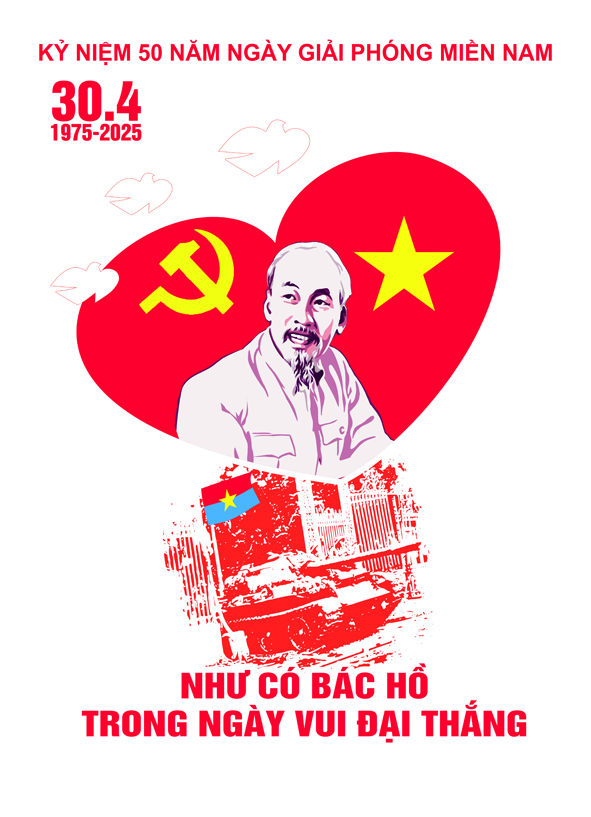 KỶ NIỆM 50 NĂM NGÀY GIẢI PHÓNG MIỀN NAM
30.4
1975-2025
NHƯ CÓ BÁC HỒ
TRONG NGÀY VUI ĐẠI THẮNG